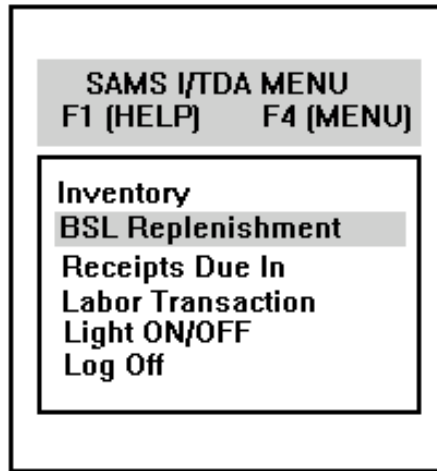 SAMS I/TDA MENU
F1 (HELP) F4 (MENU)
Inventory
BSL Replenishment
Receipts Due In
Labor Transaction
Light ON/OFF
Log Off